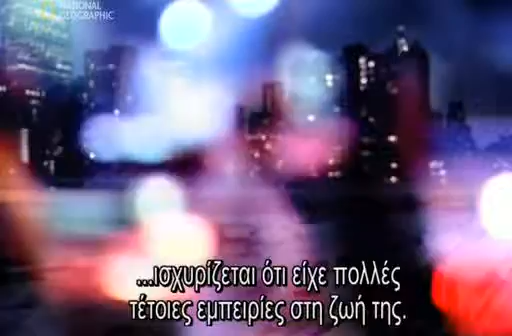 NATIONAL
GEOGRAPHIC
...ισχυρίζεται ότι είχε πολλές
τέτοιες εμπειρίες στη ζωή της.